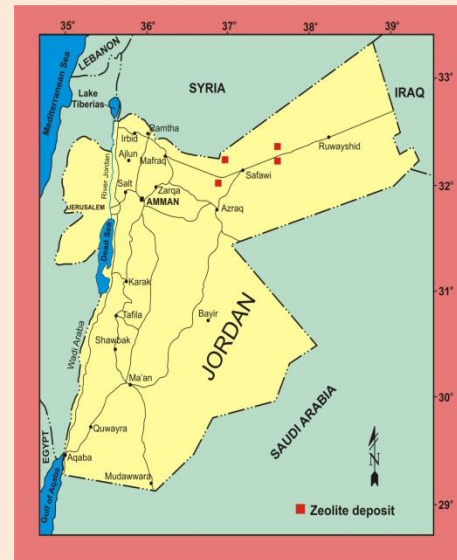 35°
36°
37°
38°
39°
Mediterranean Sea
LEBANON
SYRIA
IRAQ
33°
Lake
Tiberias
Ramtha
Irbid
Ajlun
Mafraq
Ruwayshid
Safawi
River Jordan
Salt
Zarqa
32°
JERUSALEM
AMMAN
Azraq
Dead Sea
31°
Karak
Tafila
Bayir
JORDAN
Shawbak
Wadi Araba
Ma'an
30°
SAUDI ARABIA
Quwayra
EGYPT
Aqaba
N
Mudawwara
Gulf of Aqaba
Zeolite deposit
29°